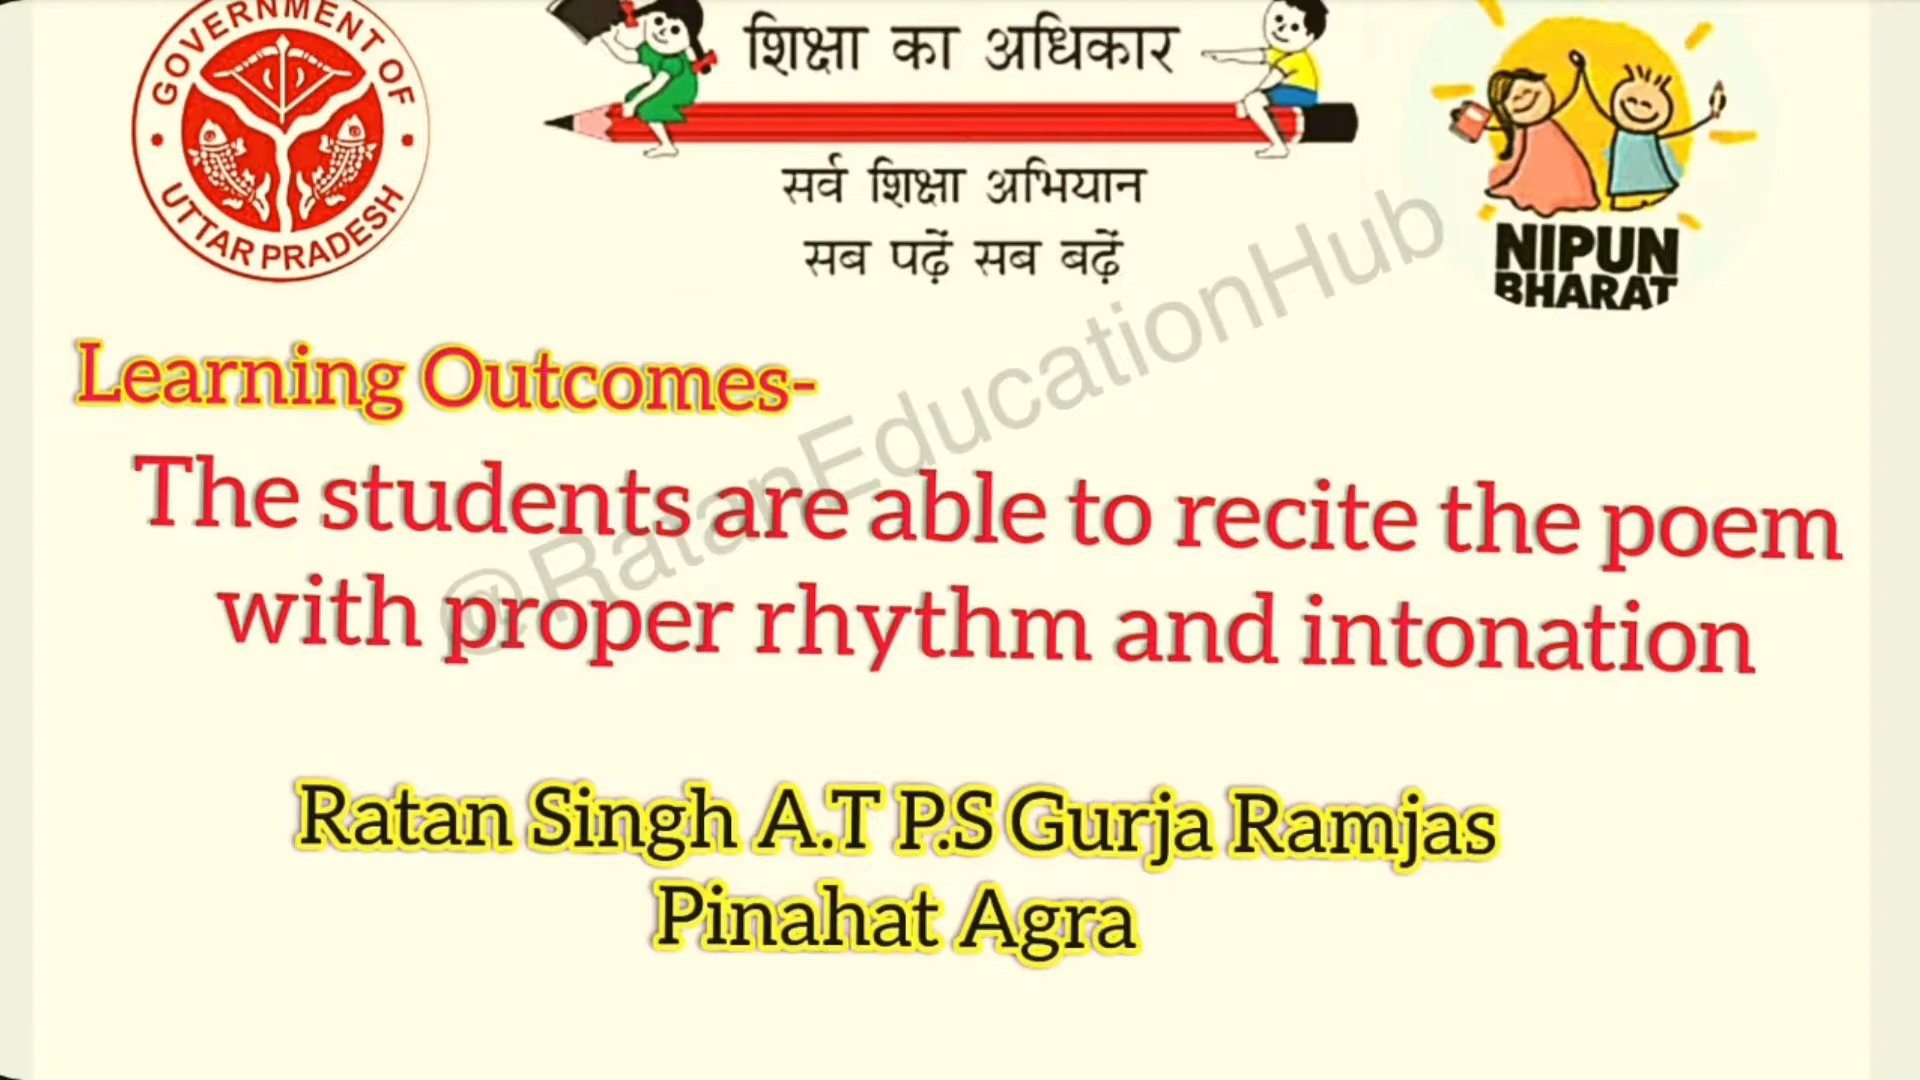 GOVERNMENT OF
UTTAR PRADESH
शिक्षा का अधिकार
सर्व शिक्षा अभियान
सब पढ़ें सब बढ़ें
NIPUN
BHARAT
@RatanEducationHub
Learning Outcomes-
The students are able to recite the poem
with proper rhythm and intonation
Ratan Singh A.T P.S Gurja Ramjas
Pinahat Agra